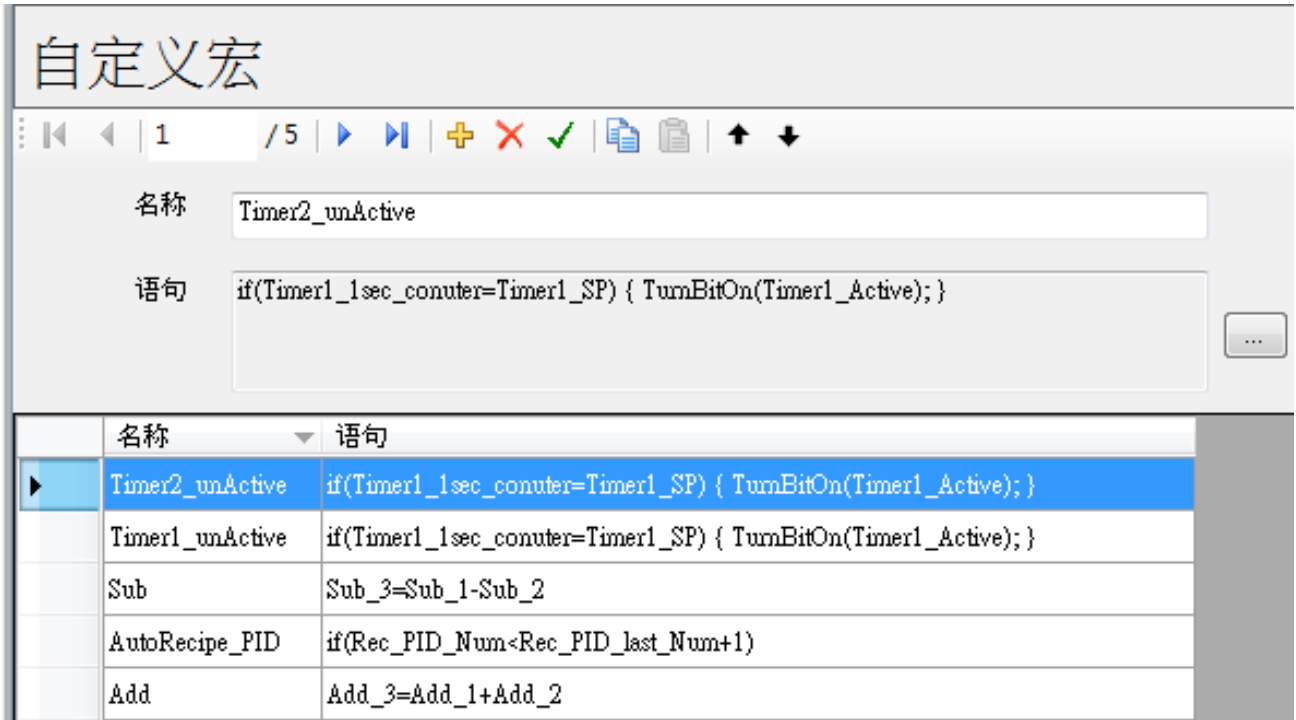 自定义宏
1 /5
名称 Timer2_unActive
语句 if(Timer1_1sec_conuter=Timer1_SP) { TurnBitOn(Timer1_Active); }
...
名称 语句
Timer2_unActive if(Timer1_1sec_conuter=Timer1_SP) { TurnBitOn(Timer1_Active); }
Timer1_unActive if(Timer1_1sec_conuter=Timer1_SP) { TurnBitOn(Timer1_Active); }
Sub Sub_3=Sub_1-Sub_2
AutoRecipe_PID if(Rec_PID_Num<Rec_PID_last_Num+1)
Add Add_3=Add_1+Add_2